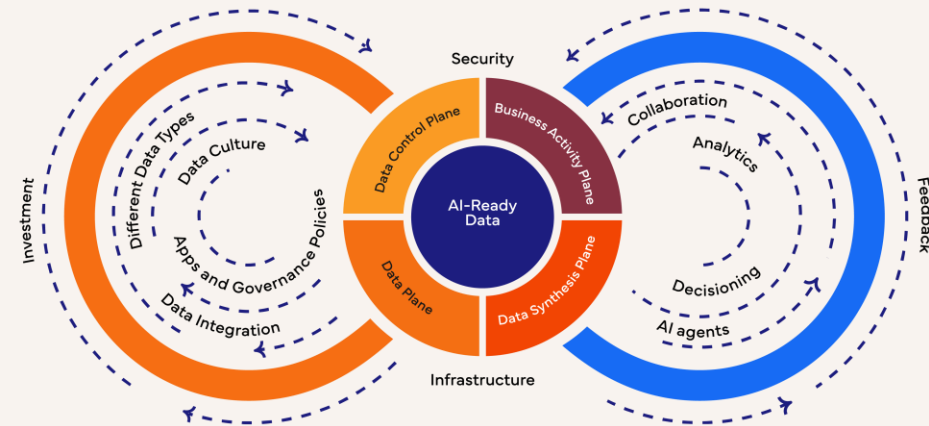 Security
Investment
Different Data Types
Data Culture
Apps and Governance Policies
Data Integration
Data Control Plane
Business Activity Plane
AI-Ready
Data
Data Plane
Data Synthesis Plane
Infrastructure
Collaboration
Analytics
Decisioning
AI agents
Feedback